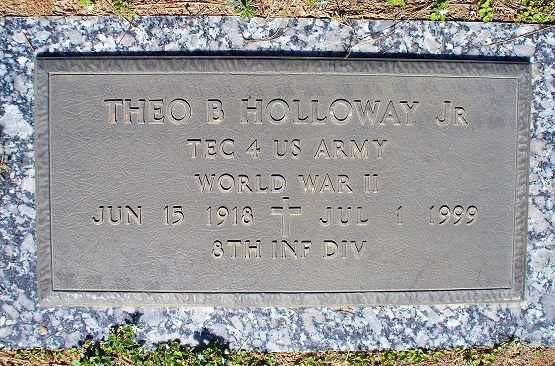 THEO B HOLLOWAY JR
TEC 4 US ARMY
WORLD WAR II
JUN 15 1918 JUL 1 1999
8TH INF DIV